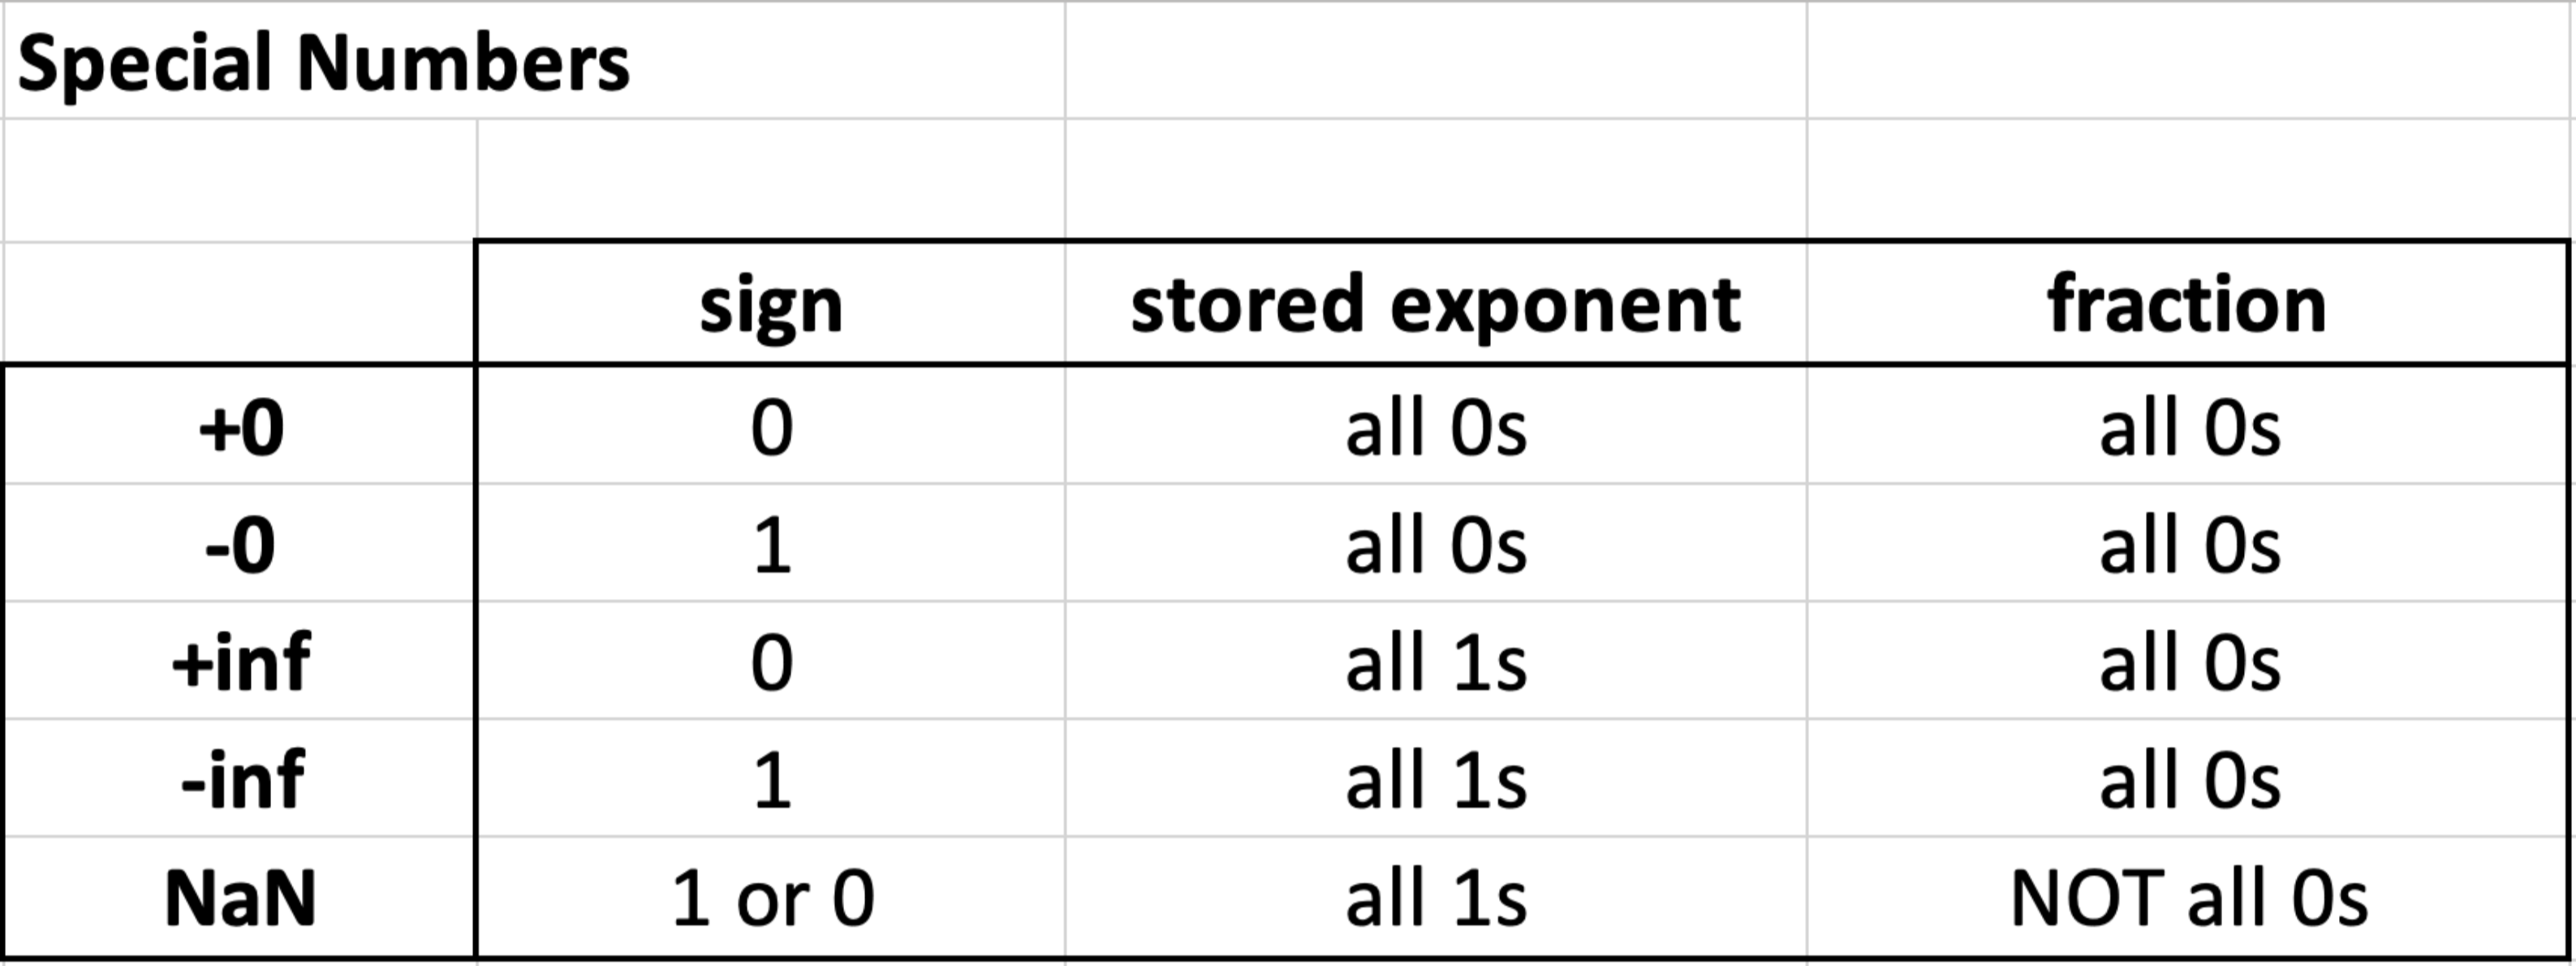 Special Numbers
sign stored exponent fraction
+0 0 all 0s all 0s
-0 1 all 0s all 0s
+inf 0 all 1s all 0s
-inf 1 all 1s all 0s
NaN 1 or 0 all 1s NOT all 0s